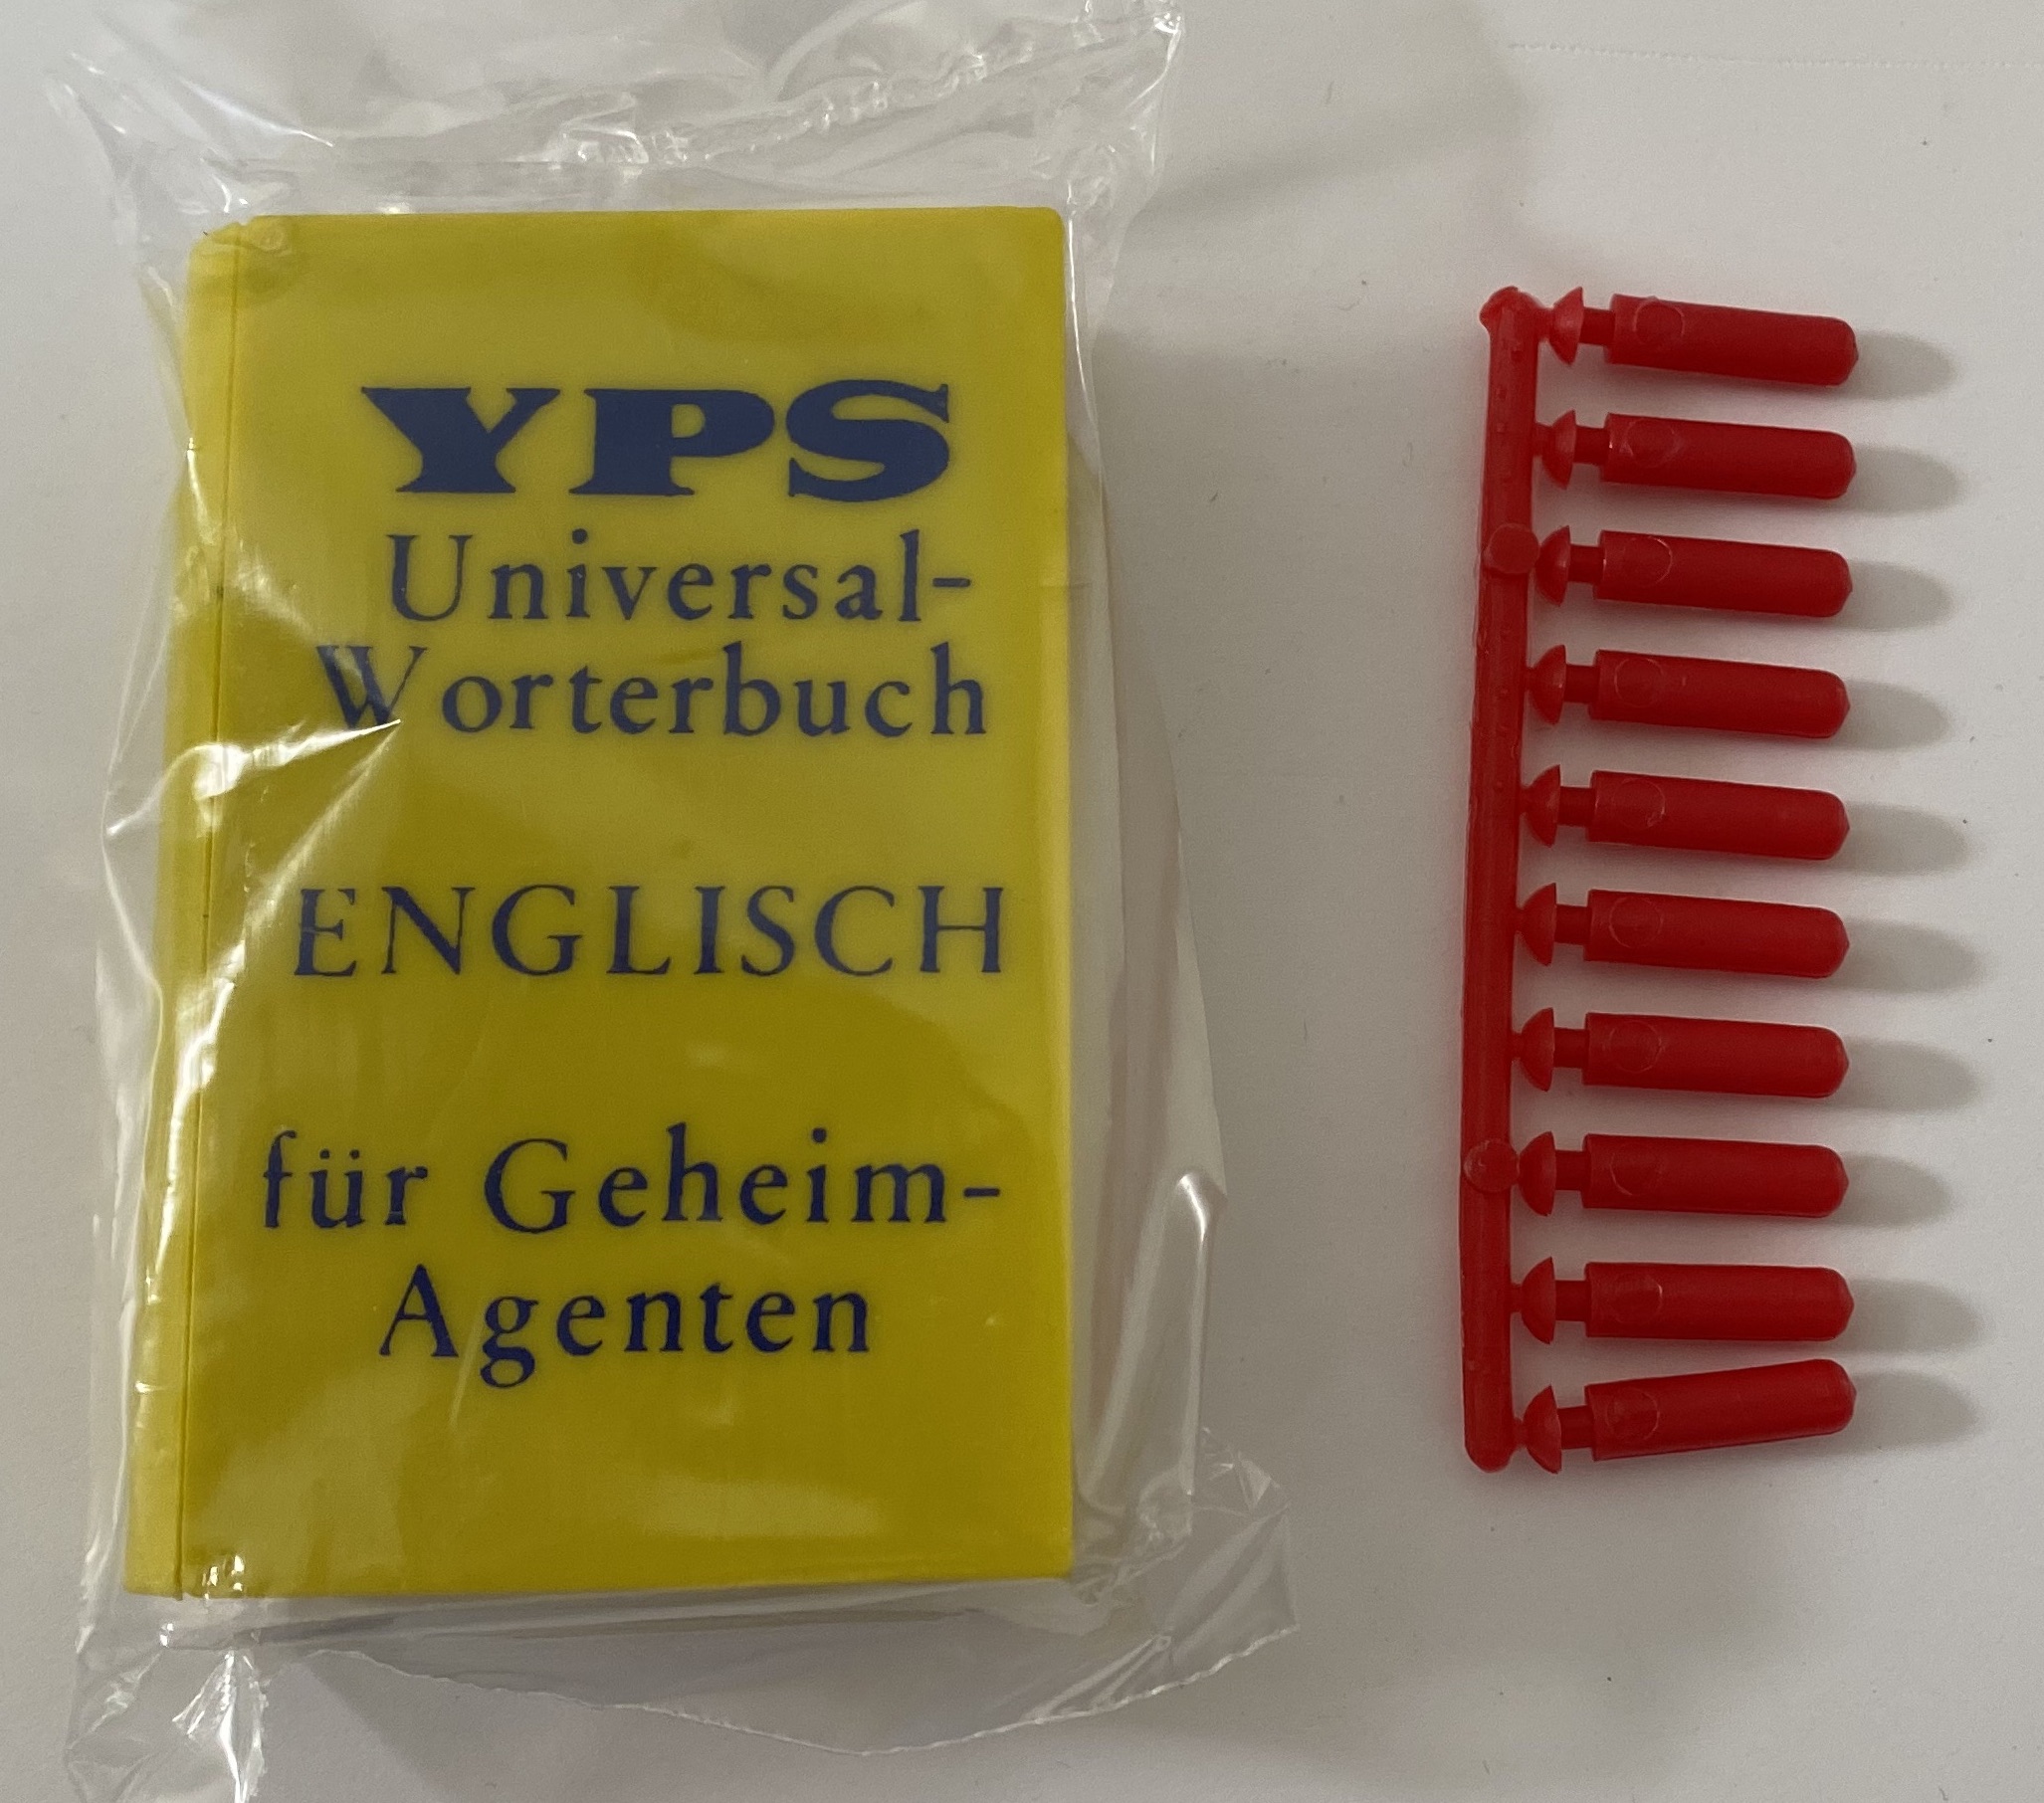 YPS
Universal-
Worterbuch
ENGLISCH
für Geheim-
Agenten